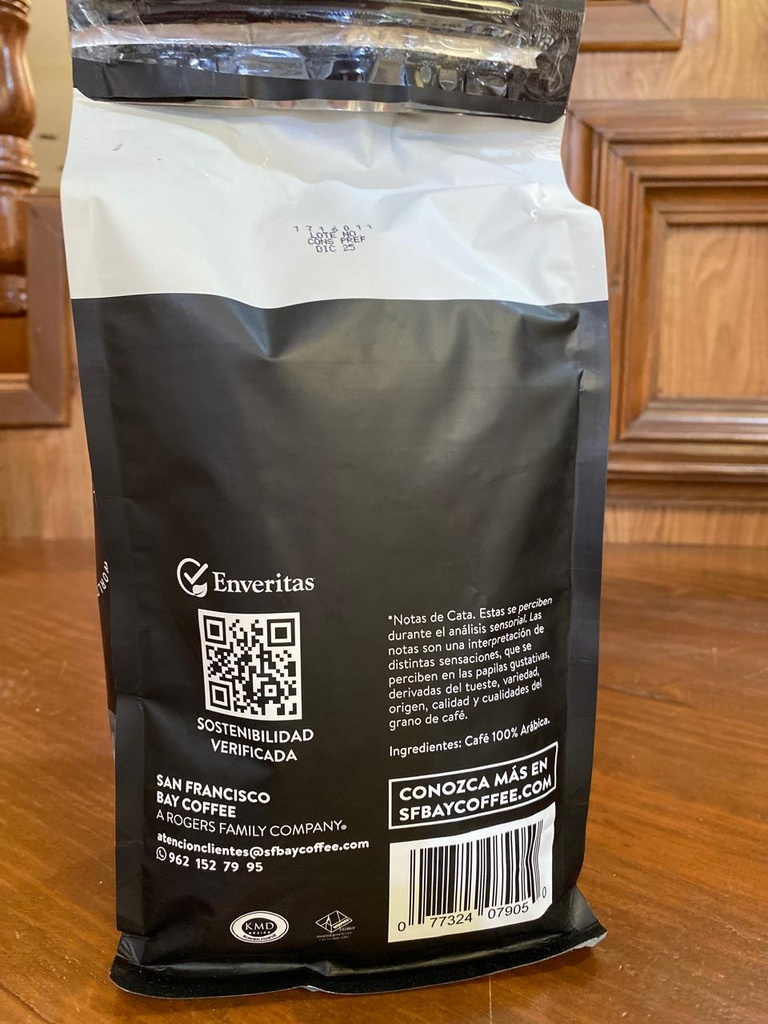 LOTE NO
CONS PREF
DIC 25
Enveritas
SOSTENIBILIDAD
VERIFICADA
SAN FRANCISCO
BAY COFFEE
A ROGERS FAMILY COMPANY®
atencionclientes@sfbaycoffee.com
962 152 79 95
KMD
MÉXICO
*Notas de Cata. Estas se perciben
durante el análisis sensorial. Las
notas son una interpretación de
distintas sensaciones, que se
perciben en las papilas gustativas,
derivadas del tueste, variedad,
origen, calidad y cualidades del
grano de café.
Ingredientes: Café 100% Arábica.
CONOZCA MÁS EN
SFBAYCOFFEE.COM
0 77324 07905 0